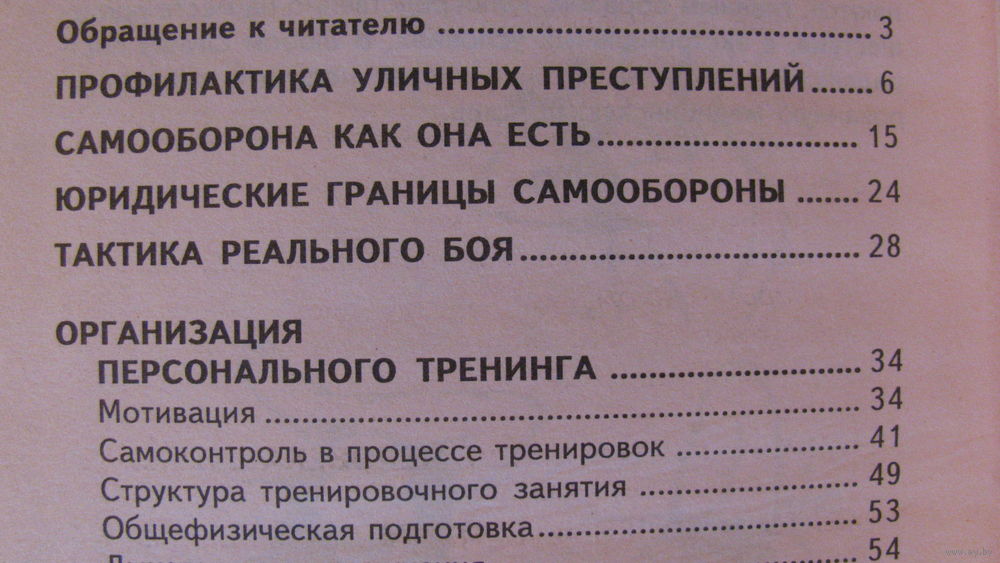 Обращение к читателю ........................................ 3
ПРОФИЛАКТИКА УЛИЧНЫХ ПРЕСТУПЛЕНИЙ ....... 6
САМООБОРОНА КАК ОНА ЕСТЬ ........................... 15
ЮРИДИЧЕСКИЕ ГРАНИЦЫ САМООБОРОНЫ ....... 24
ТАКТИКА РЕАЛЬНОГО БОЯ ................................... 28
ОРГАНИЗАЦИЯ
ПЕРСОНАЛЬНОГО ТРЕНИНГА .......................... 34
Мотивация ............................................................ 34
Самоконтроль в процессе тренировок .................. 41
Структура тренировочного занятия ...................... 49
Общефизическая подготовка ................................. 53
54